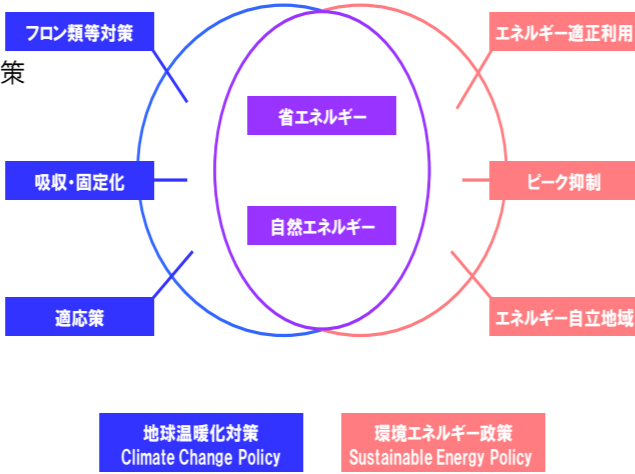 フロン類等対策
エネルギー適正利用
策
省エネルギー
吸収・固定化
ピーク抑制
自然エネルギー
適応策
エネルギー自立地域
地球温暖化対策
Climate Change Policy
環境エネルギー政策
Sustainable Energy Policy